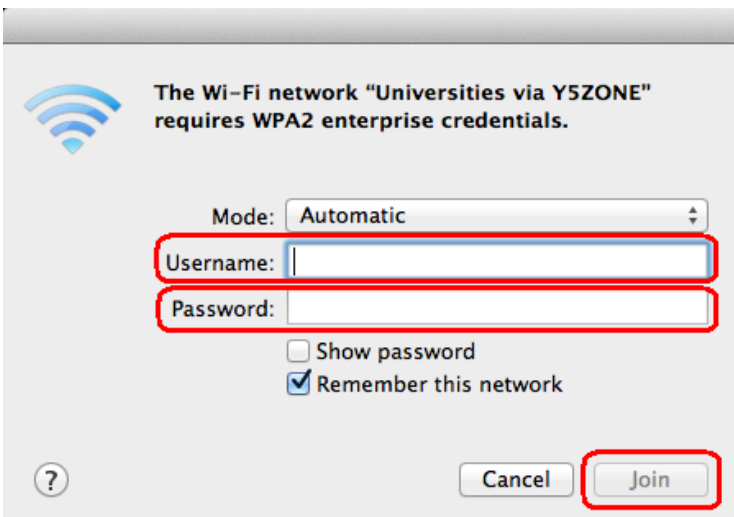 The Wi-Fi network “Universities via Y5ZONE”
requires WPA2 enterprise credentials.
Mode: Automatic
Username:
Password:
Show password
Remember this network
? Cancel Join